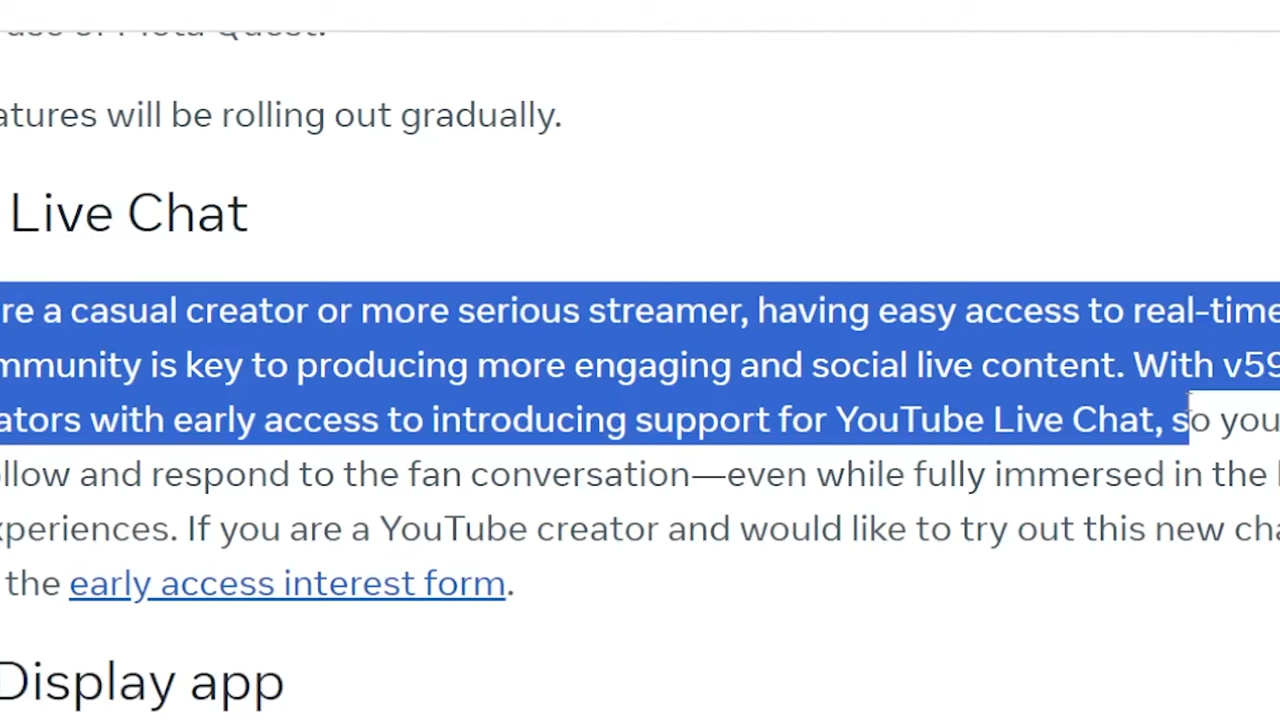 use of Meta Quest.
atures will be rolling out gradually.
Live Chat
re a casual creator or more serious streamer, having easy access to real-time
mmunity is key to producing more engaging and social live content. With v59
ators with early access to introducing support for YouTube Live Chat, so you
llow and respond to the fan conversation—even while fully immersed in the
xperiences. If you are a YouTube creator and would like to try out this new cha
the early access interest form.
Display app